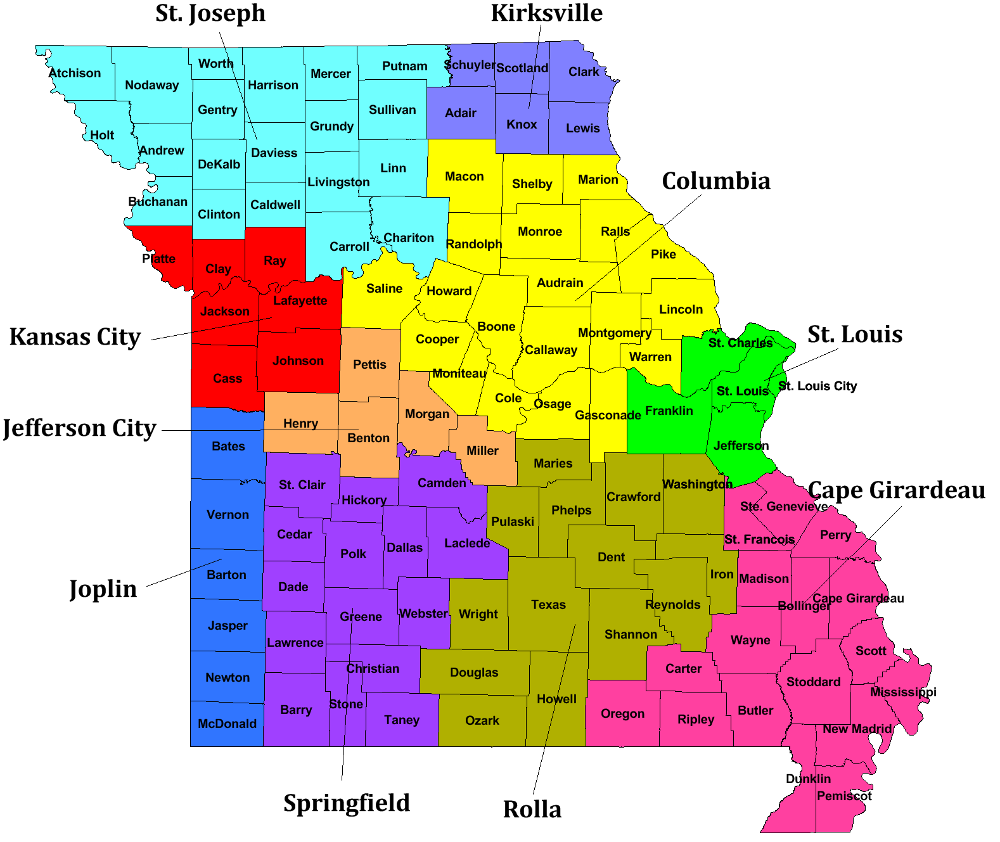 St. Joseph
Kirksville
Atchison
Nodaway
Worth
Harrison
Mercer
Putnam
Schuyler
Scotland
Clark
Gentry
Grundy
Sullivan
Adair
Knox
Lewis
Holt
Andrew
DeKalb
Daviess
Livingston
Linn
Macon
Shelby
Marion
Columbia
Buchanan
Clinton
Caldwell
Carroll
Chariton
Randolph
Monroe
Ralls
Pike
Platte
Clay
Ray
Saline
Howard
Audrain
Lincoln
Jackson
Lafayette
Kansas City
Cooper
Boone
Callaway
Montgomery
Warren
St. Charles
St. Louis
Cass
Johnson
Pettis
Moniteau
Cole
Osage
Gasconade
Franklin
St. Louis
St. Louis City
Jefferson City
Henry
Benton
Morgan
Miller
Maries
Jefferson
Bates
St. Clair
Hickory
Camden
Phelps
Crawford
Washington
Cape Girardeau
Ste. Genevieve
Vernon
Cedar
Polk
Dallas
Laclede
Pulaski
Dent
St. Francois
Perry
Joplin
Barton
Dade
Greene
Webster
Wright
Texas
Reynolds
Iron
Madison
Bollinger
Cape Girardeau
Jasper
Lawrence
Christian
Shannon
Wayne
Scott
Newton
Douglas
Howell
Carter
Stoddard
Mississippi
McDonald
Barry
Stone
Taney
Ozark
Oregon
Ripley
Butler
New Madrid
Dunklin
Pemiscot
Springfield
Rolla